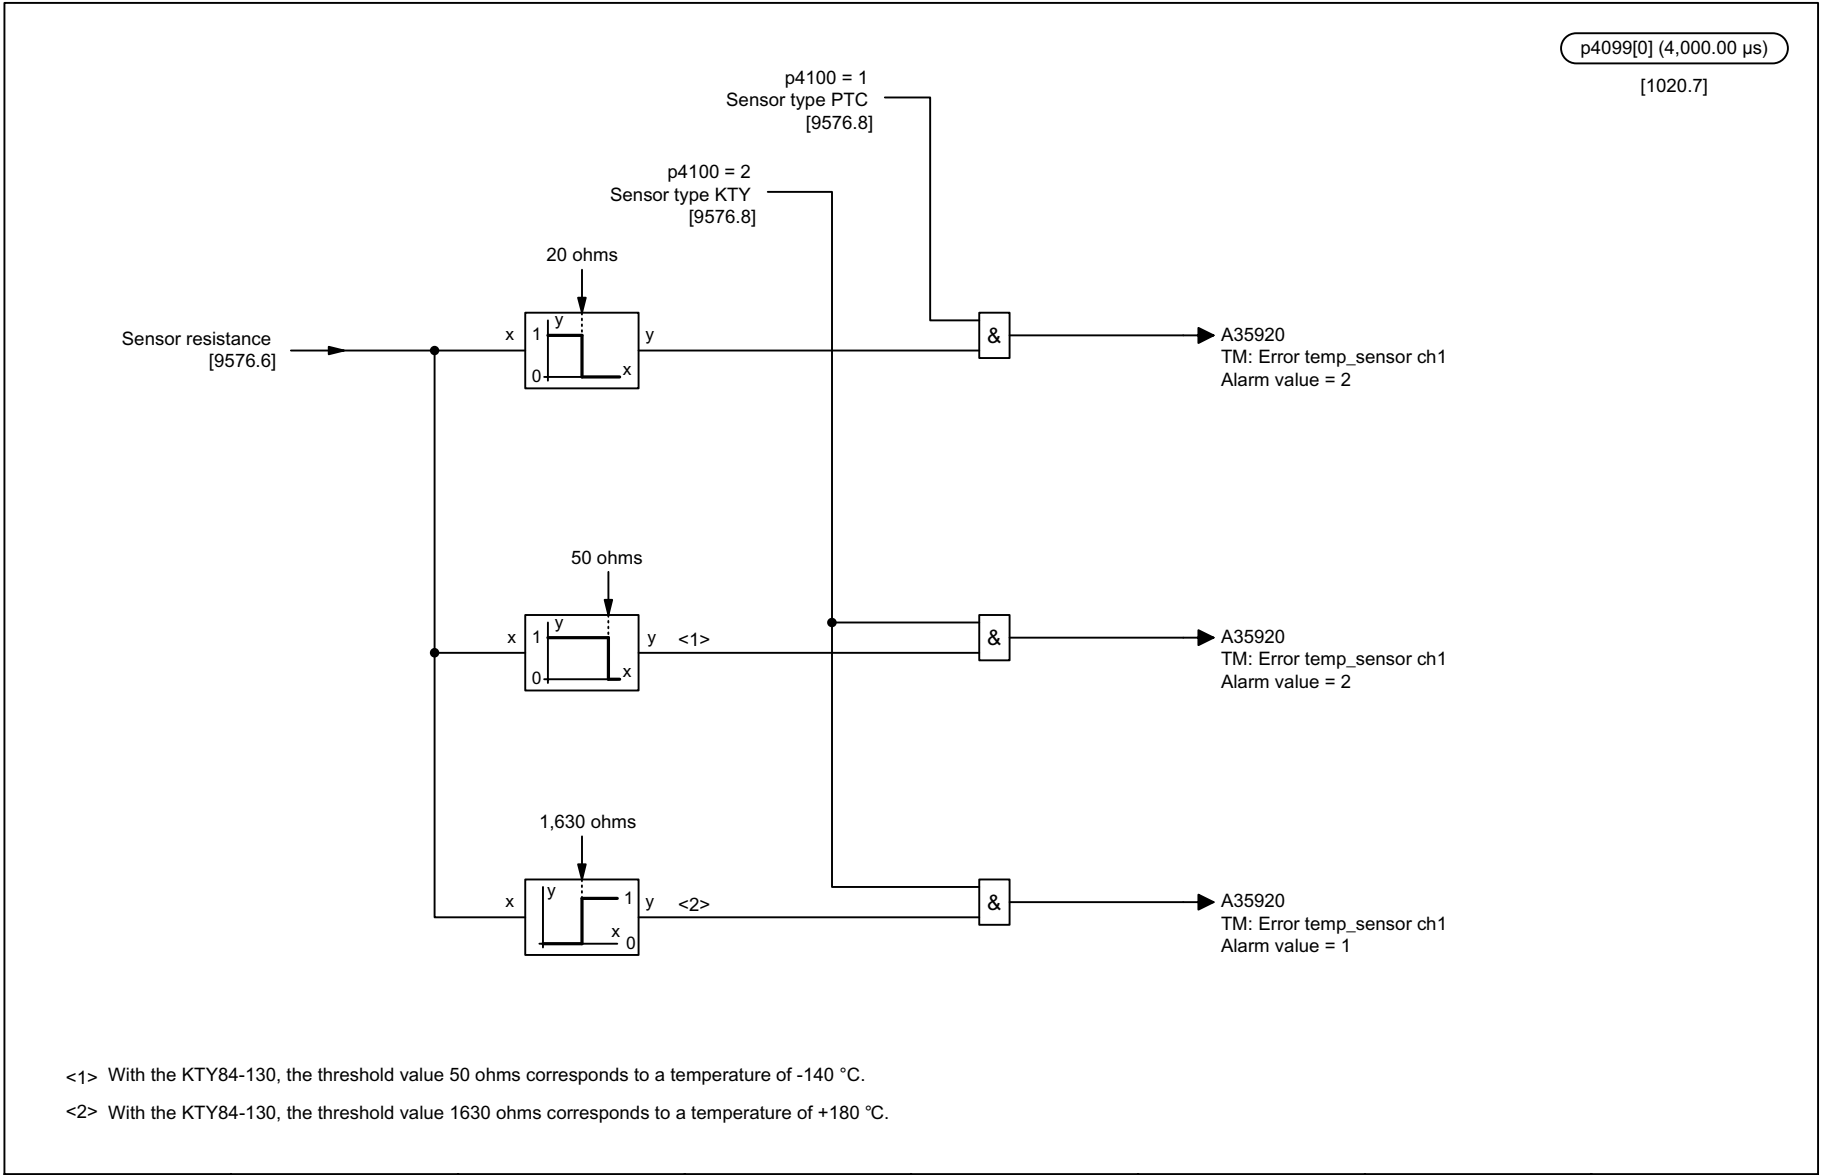 p4099[0] (4,000.00 µs)
[1020.7]
p4100 = 1
Sensor type PTC
[9576.8]
p4100 = 2
Sensor type KTY
[9576.8]
20 ohms
Sensor resistance
[9576.6]
x
1
y
0
x
y
&
A35920
TM: Error temp_sensor ch1
Alarm value = 2
50 ohms
x
1
y
0
x
y <1>
&
A35920
TM: Error temp_sensor ch1
Alarm value = 2
1,630 ohms
x
y
1
x
0
y <2>
&
A35920
TM: Error temp_sensor ch1
Alarm value = 1
<1> With the KTY84-130, the threshold value 50 ohms corresponds to a temperature of -140 °C.
<2> With the KTY84-130, the threshold value 1630 ohms corresponds to a temperature of +180 °C.